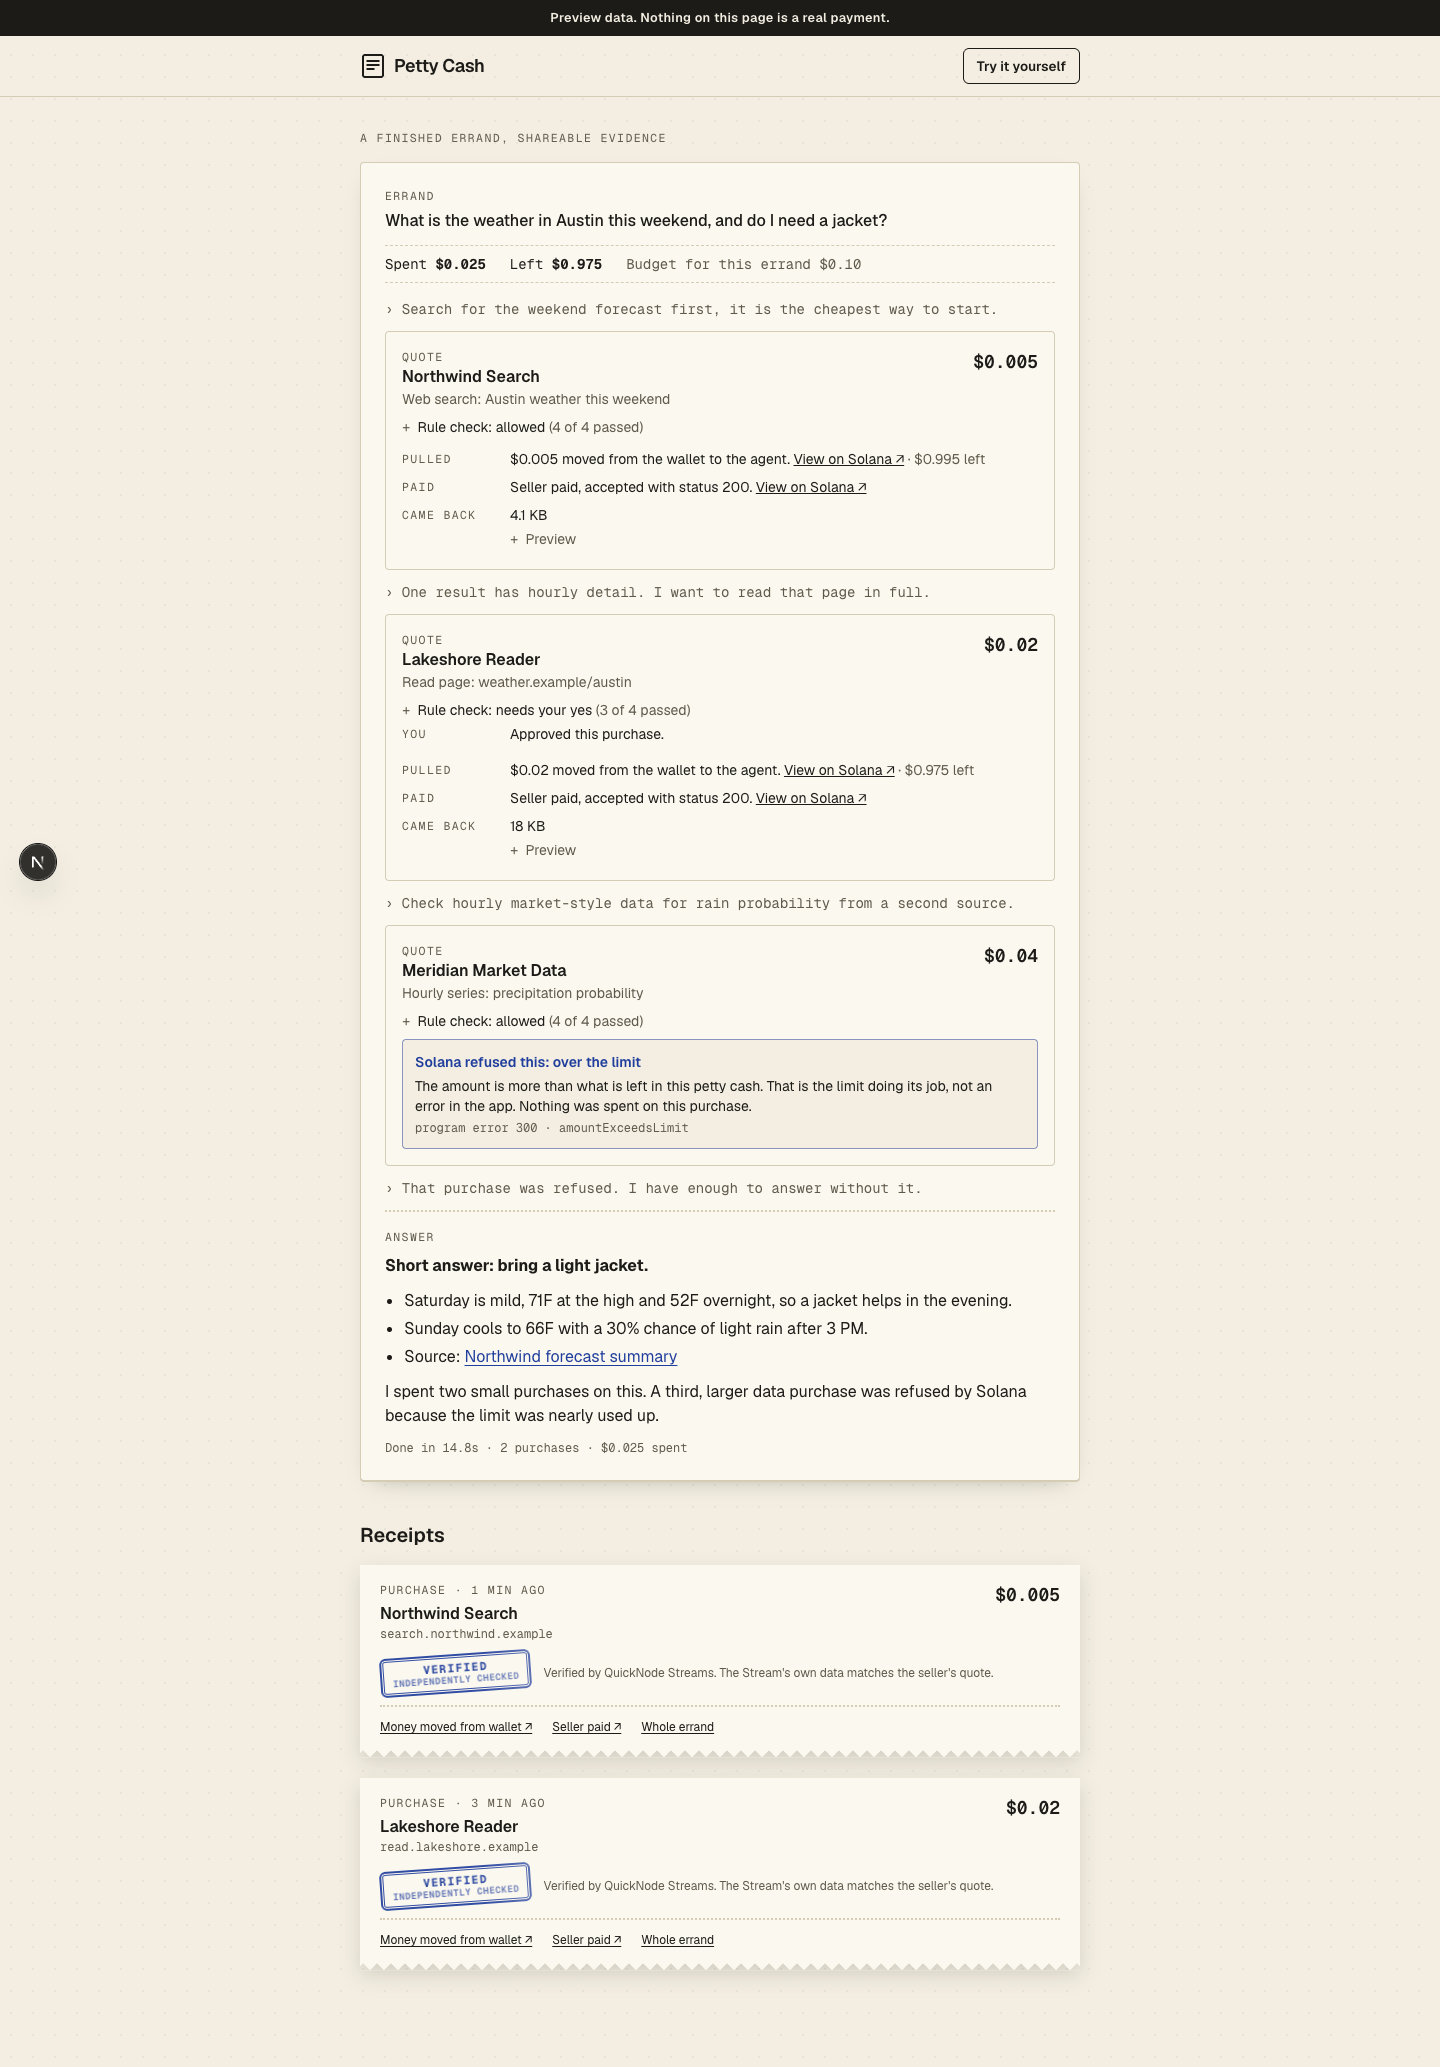 Preview data. Nothing on this page is a real payment.
Petty Cash
Try it yourself
A FINISHED ERRAND, SHAREABLE EVIDENCE
ERRAND
What is the weather in Austin this weekend, and do I need a jacket?
Spent $0.025 Left $0.975 Budget for this errand $0.10
› Search for the weekend forecast first, it is the cheapest way to start.
QUOTE
$0.005
Northwind Search
Web search: Austin weather this weekend
+ Rule check: allowed (4 of 4 passed)
PULLED $0.005 moved from the wallet to the agent. View on Solana ↗ · $0.995 left
PAID Seller paid, accepted with status 200. View on Solana ↗
CAME BACK 4.1 KB
+ Preview
› One result has hourly detail. I want to read that page in full.
QUOTE
$0.02
Lakeshore Reader
Read page: weather.example/austin
+ Rule check: needs your yes (3 of 4 passed)
YOU Approved this purchase.
PULLED $0.02 moved from the wallet to the agent. View on Solana ↗ · $0.975 left
PAID Seller paid, accepted with status 200. View on Solana ↗
CAME BACK 18 KB
+ Preview
› Check hourly market-style data for rain probability from a second source.
QUOTE
$0.04
Meridian Market Data
Hourly series: precipitation probability
+ Rule check: allowed (4 of 4 passed)
Solana refused this: over the limit
The amount is more than what is left in this petty cash. That is the limit doing its job, not an
error in the app. Nothing was spent on this purchase.
program error 300 · amountExceedsLimit
› That purchase was refused. I have enough to answer without it.
ANSWER
Short answer: bring a light jacket.
• Saturday is mild, 71F at the high and 52F overnight, so a jacket helps in the evening.
• Sunday cools to 66F with a 30% chance of light rain after 3 PM.
• Source: Northwind forecast summary
I spent two small purchases on this. A third, larger data purchase was refused by Solana
because the limit was nearly used up.
Done in 14.8s · 2 purchases · $0.025 spent
Receipts
PURCHASE · 1 MIN AGO
$0.005
Northwind Search
search.northwind.example
VERIFIED
INDEPENDENTLY CHECKED
Verified by QuickNode Streams. The Stream's own data matches the seller's quote.
Money moved from wallet ↗ Seller paid ↗ Whole errand
PURCHASE · 3 MIN AGO
$0.02
Lakeshore Reader
read.lakeshore.example
VERIFIED
INDEPENDENTLY CHECKED
Verified by QuickNode Streams. The Stream's own data matches the seller's quote.
Money moved from wallet ↗ Seller paid ↗ Whole errand
N